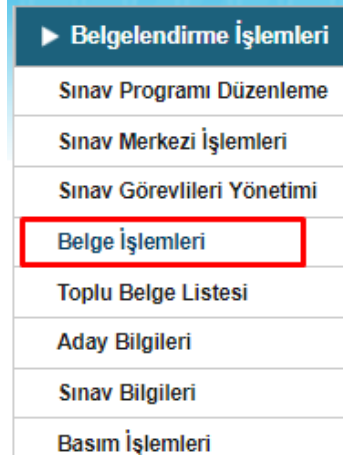 Belgelendirme İşlemleri
Sınav Programı Düzenleme
Sınav Merkezi İşlemleri
Sınav Görevlileri Yönetimi
Belge İşlemleri
Toplu Belge Listesi
Aday Bilgileri
Sınav Bilgileri
Basım İşlemleri